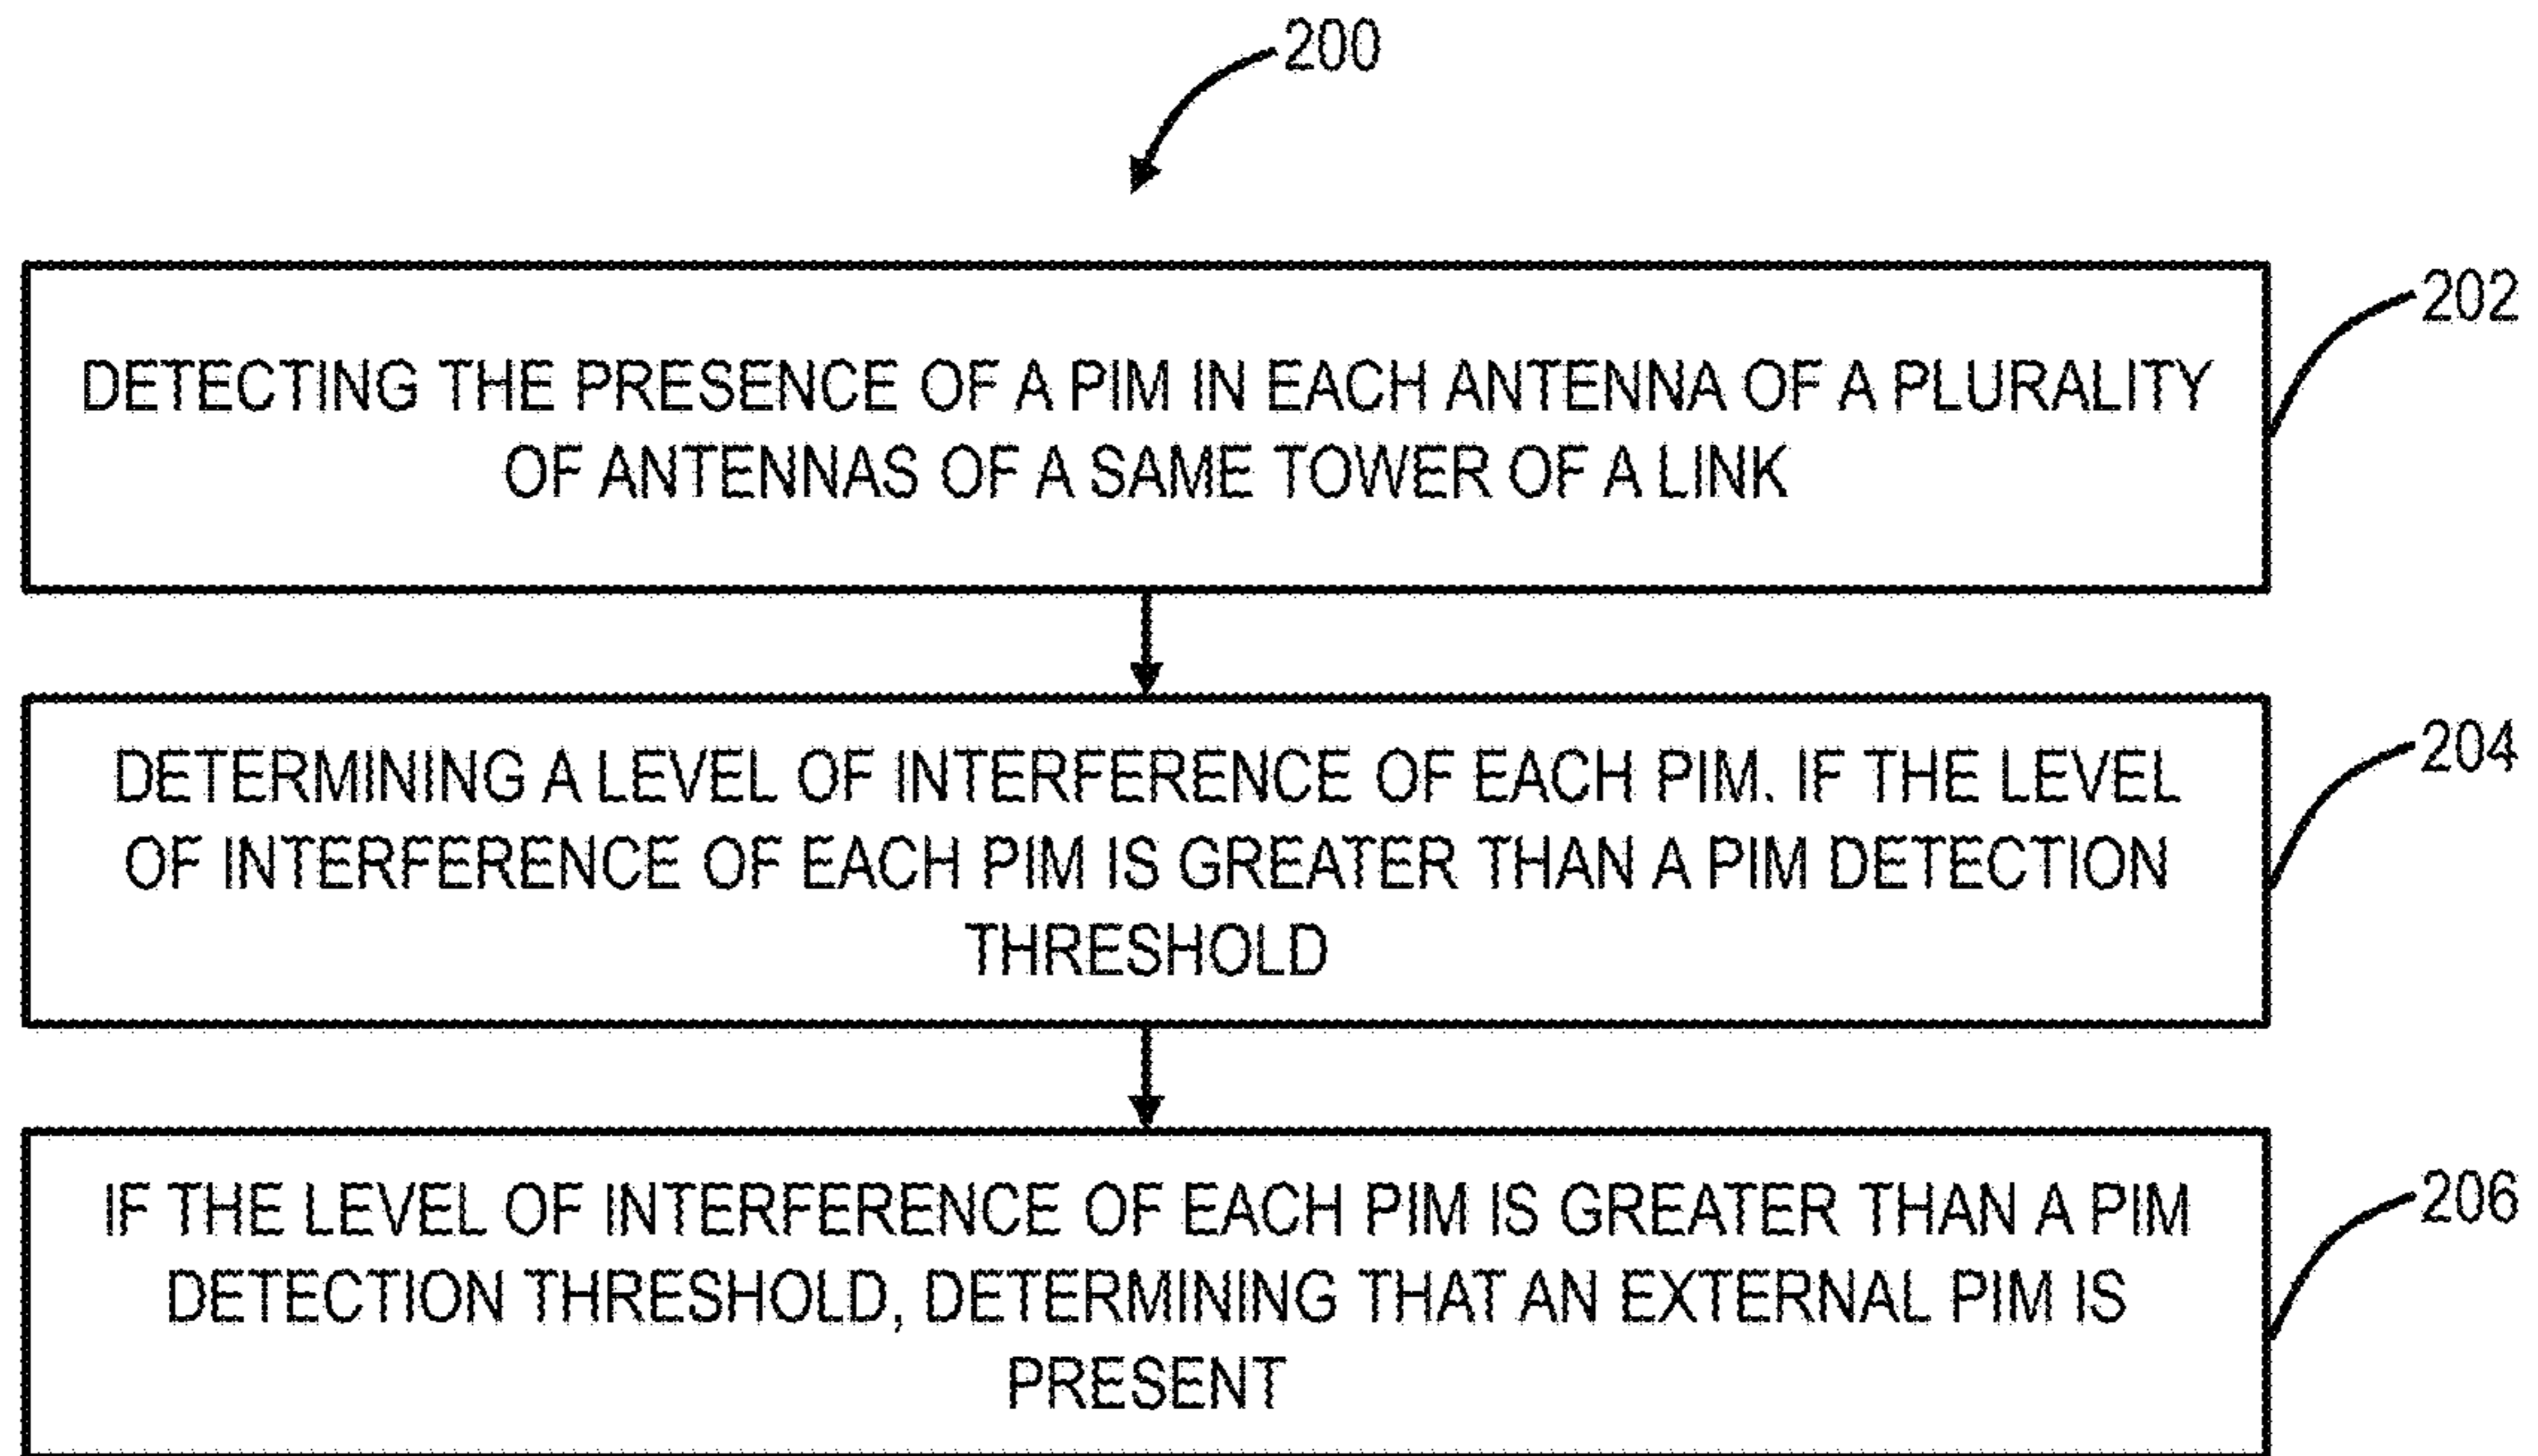 200
DETECTING THE PRESENCE OF A PIM IN EACH ANTENNA OF A PLURALITY
OF ANTENNAS OF A SAME TOWER OF A LINK
202
DETERMINING A LEVEL OF INTERFERENCE OF EACH PIM. IF THE LEVEL
OF INTERFERENCE OF EACH PIM IS GREATER THAN A PIM DETECTION
THRESHOLD
204
IF THE LEVEL OF INTERFERENCE OF EACH PIM IS GREATER THAN A PIM
DETECTION THRESHOLD, DETERMINING THAT AN EXTERNAL PIM IS
PRESENT
206